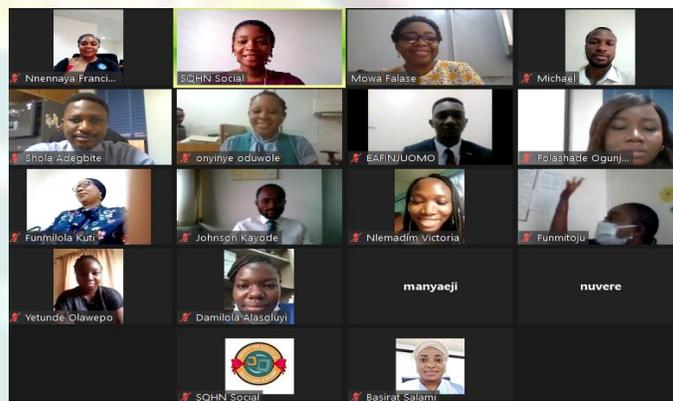 Nnennaya Franci...
SQHN Social
Mowa Falase
Michael
Shola Adegbite
onyinye oduwole
EAFINJUOMO
Folashade Ogunj...
Funmilola Kuti
Johnson Kayode
Nlemadim Victoria
Funmitoju
Yetunde Olawepo
Damilola Alasoluyi
manyaeji
nuvere
SQHN Social
Basirat Salami